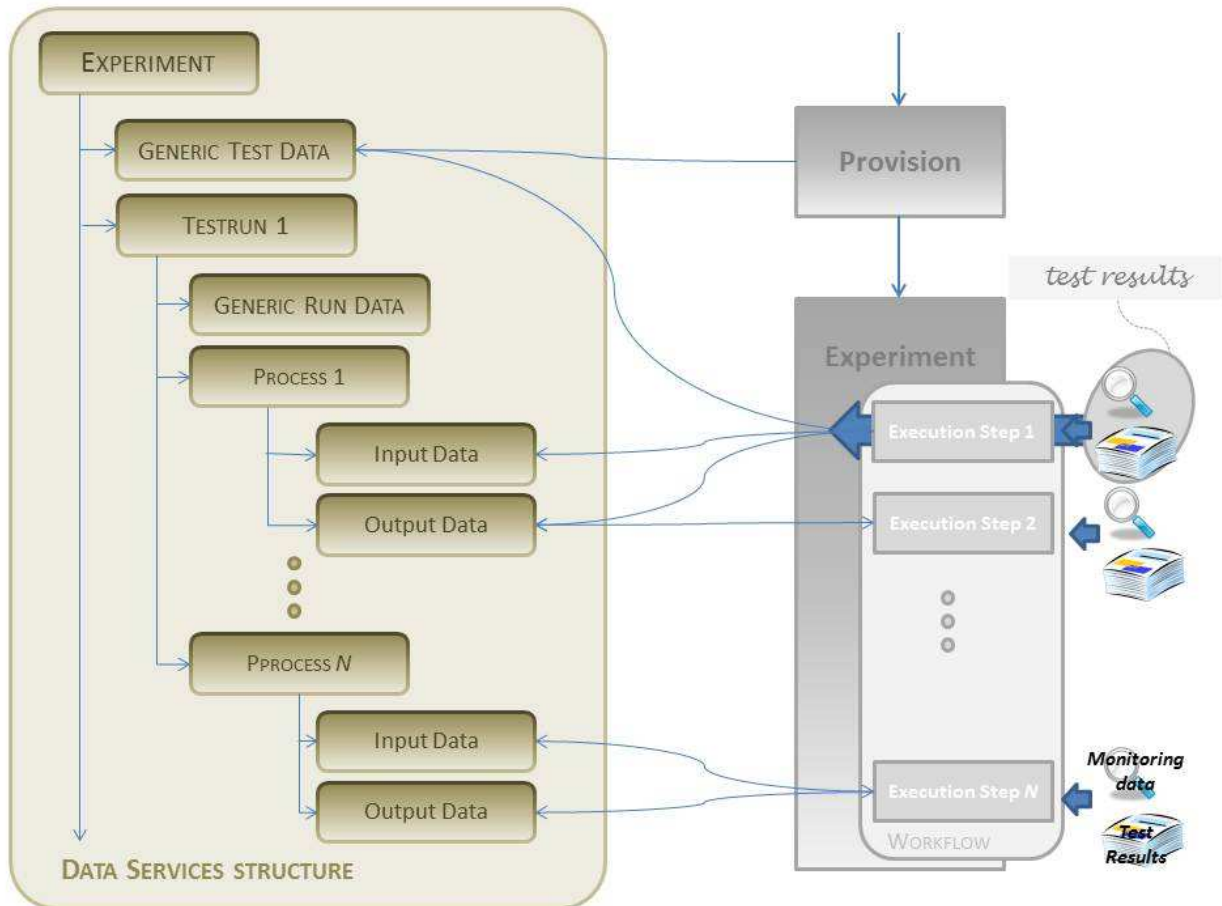 EXPERIMENT
GENERIC TEST DATA
TESTRUN 1
GENERIC RUN DATA
PROCESS 1
Input Data
Output Data
PPROCESS N
Input Data
Output Data
DATA SERVICES STRUCTURE
Provision
test results
Experiment
Execution Step 1
Execution Step 2
Execution Step N
WORKFLOW
Monitoring
data
Test
Results